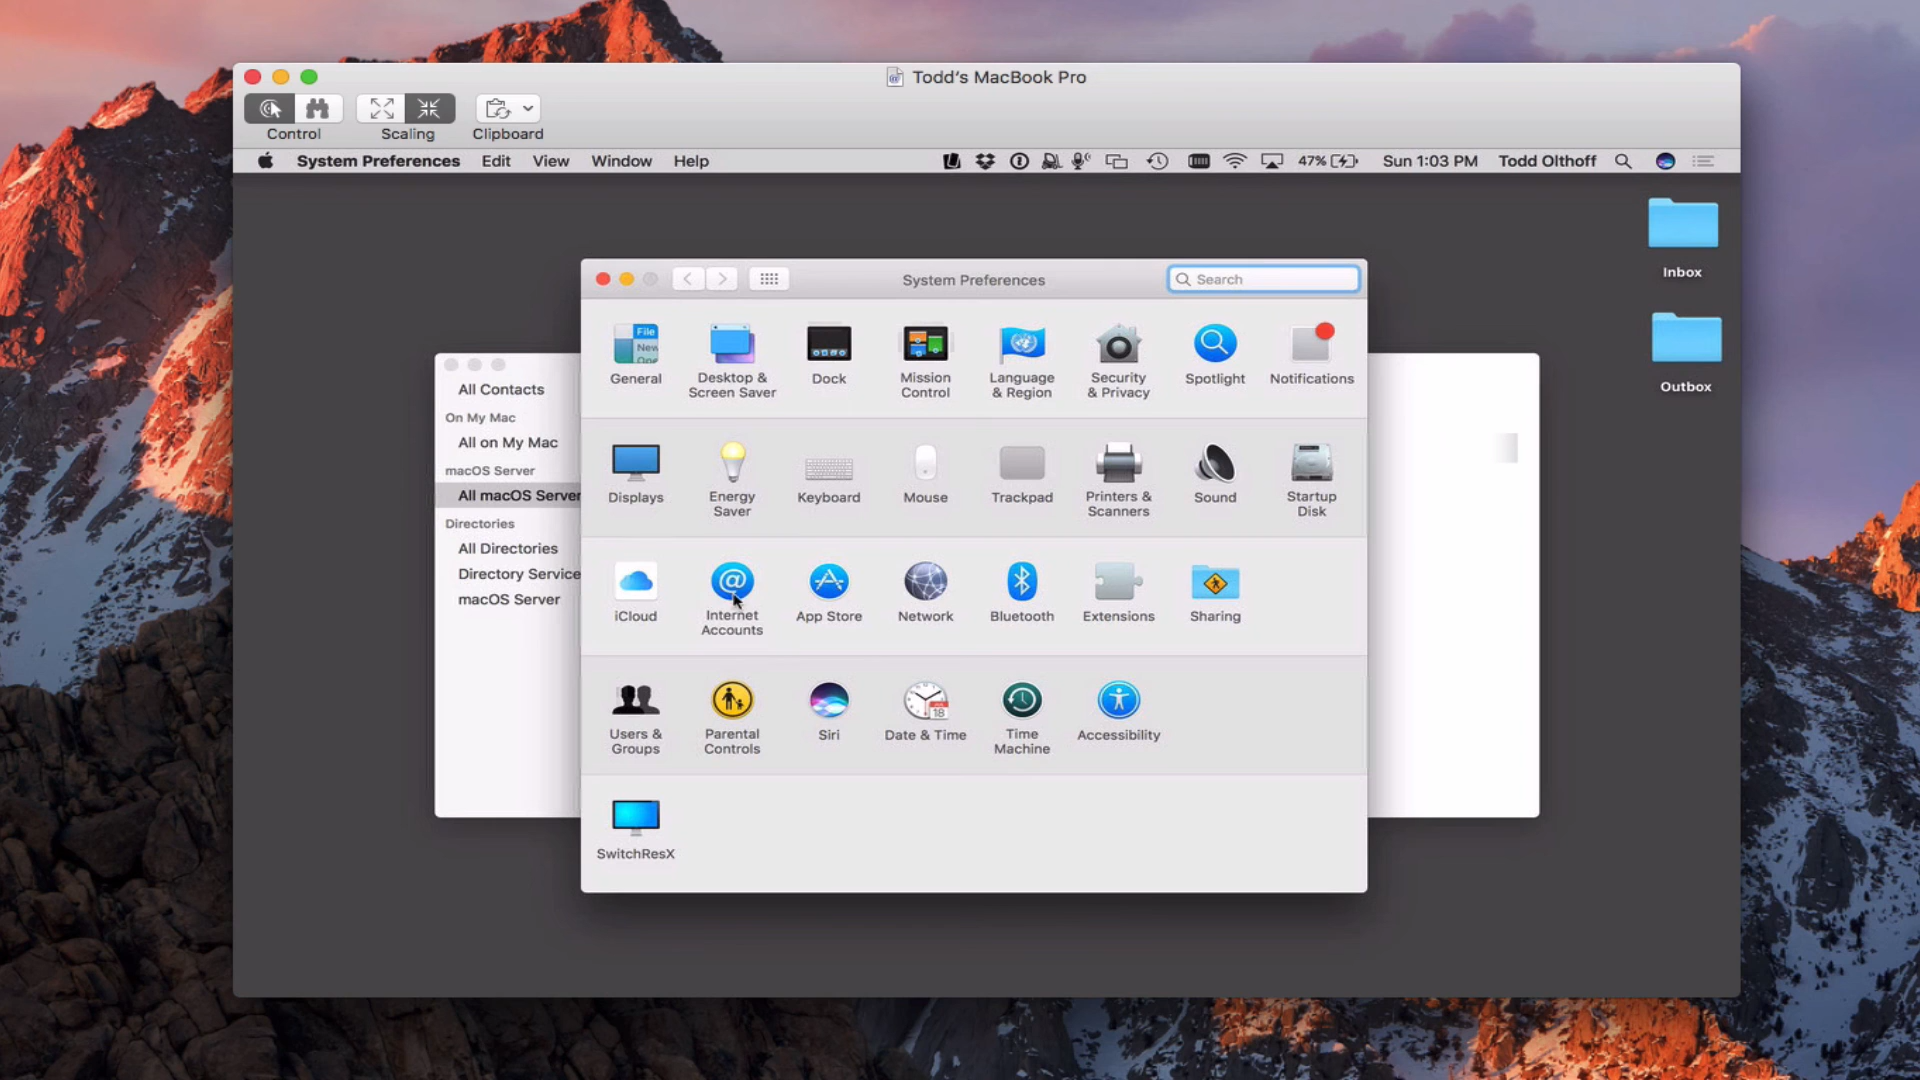 Todd's MacBook Pro
Control
Scaling
Clipboard
System Preferences Edit View Window Help
47% Sun 1:03 PM Todd Olthoff
Inbox
Outbox
All Contacts
On My Mac
All on My Mac
macOS Server
All macOS Server
Directories
All Directories
Directory Service
macOS Server
System Preferences
Search
File
New
General
Desktop &
Screen Saver
Dock
Mission
Control
Language
& Region
Security
& Privacy
Spotlight
Notifications
Displays
Energy
Saver
Keyboard
Mouse
Trackpad
Printers &
Scanners
Sound
Startup
Disk
iCloud
Internet
Accounts
App Store
Network
Bluetooth
Extensions
Sharing
Users &
Groups
Parental
Controls
Siri
18
Date & Time
Time
Machine
Accessibility
SwitchResX